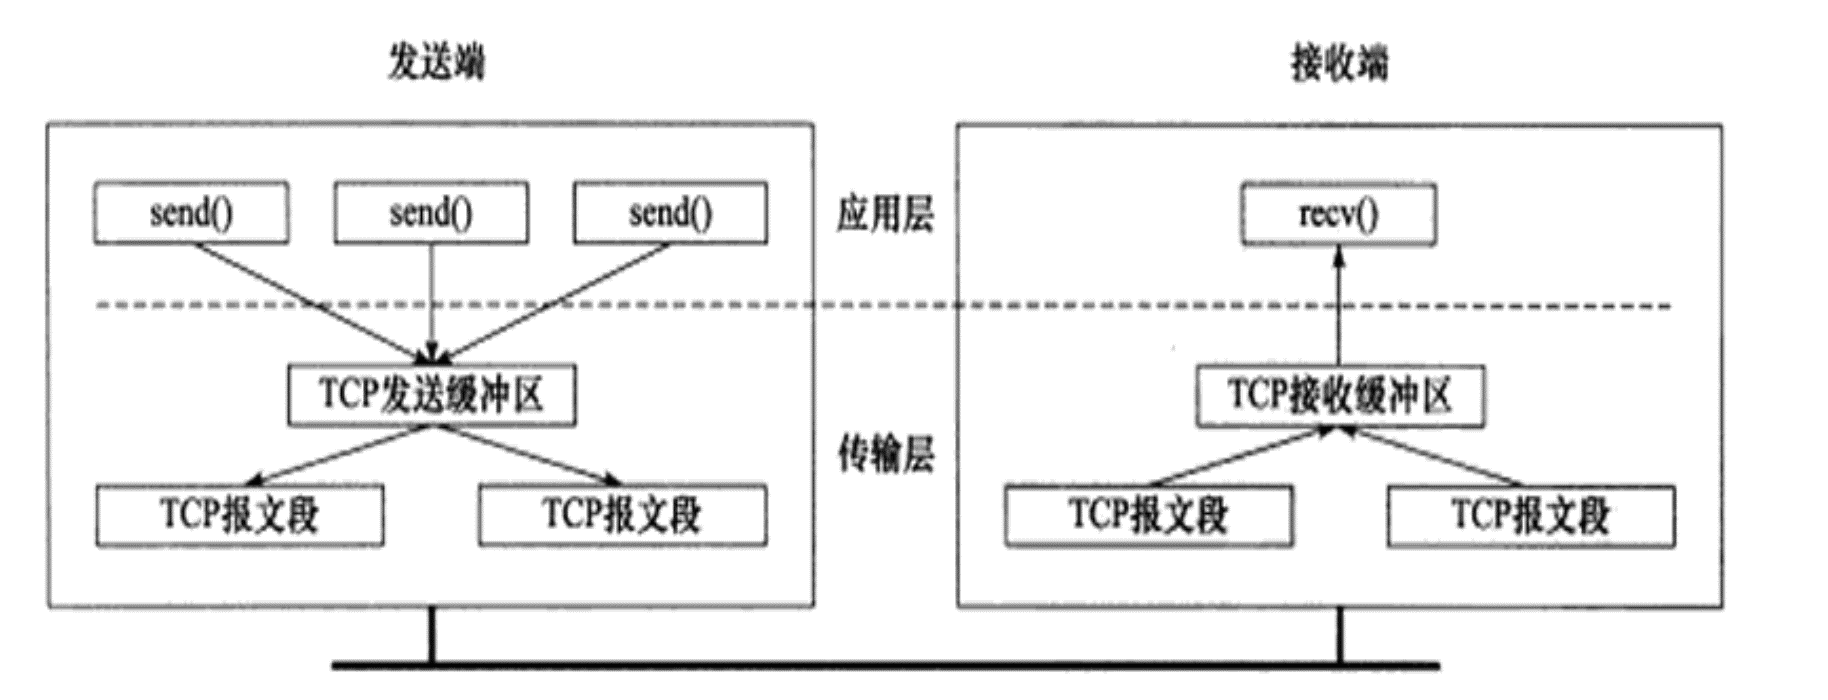 发送端
接收端
send()
send()
send()
应用层
recv()
TCP发送缓冲区
传输层
TCP接收缓冲区
TCP报文段
TCP报文段
TCP报文段
TCP报文段